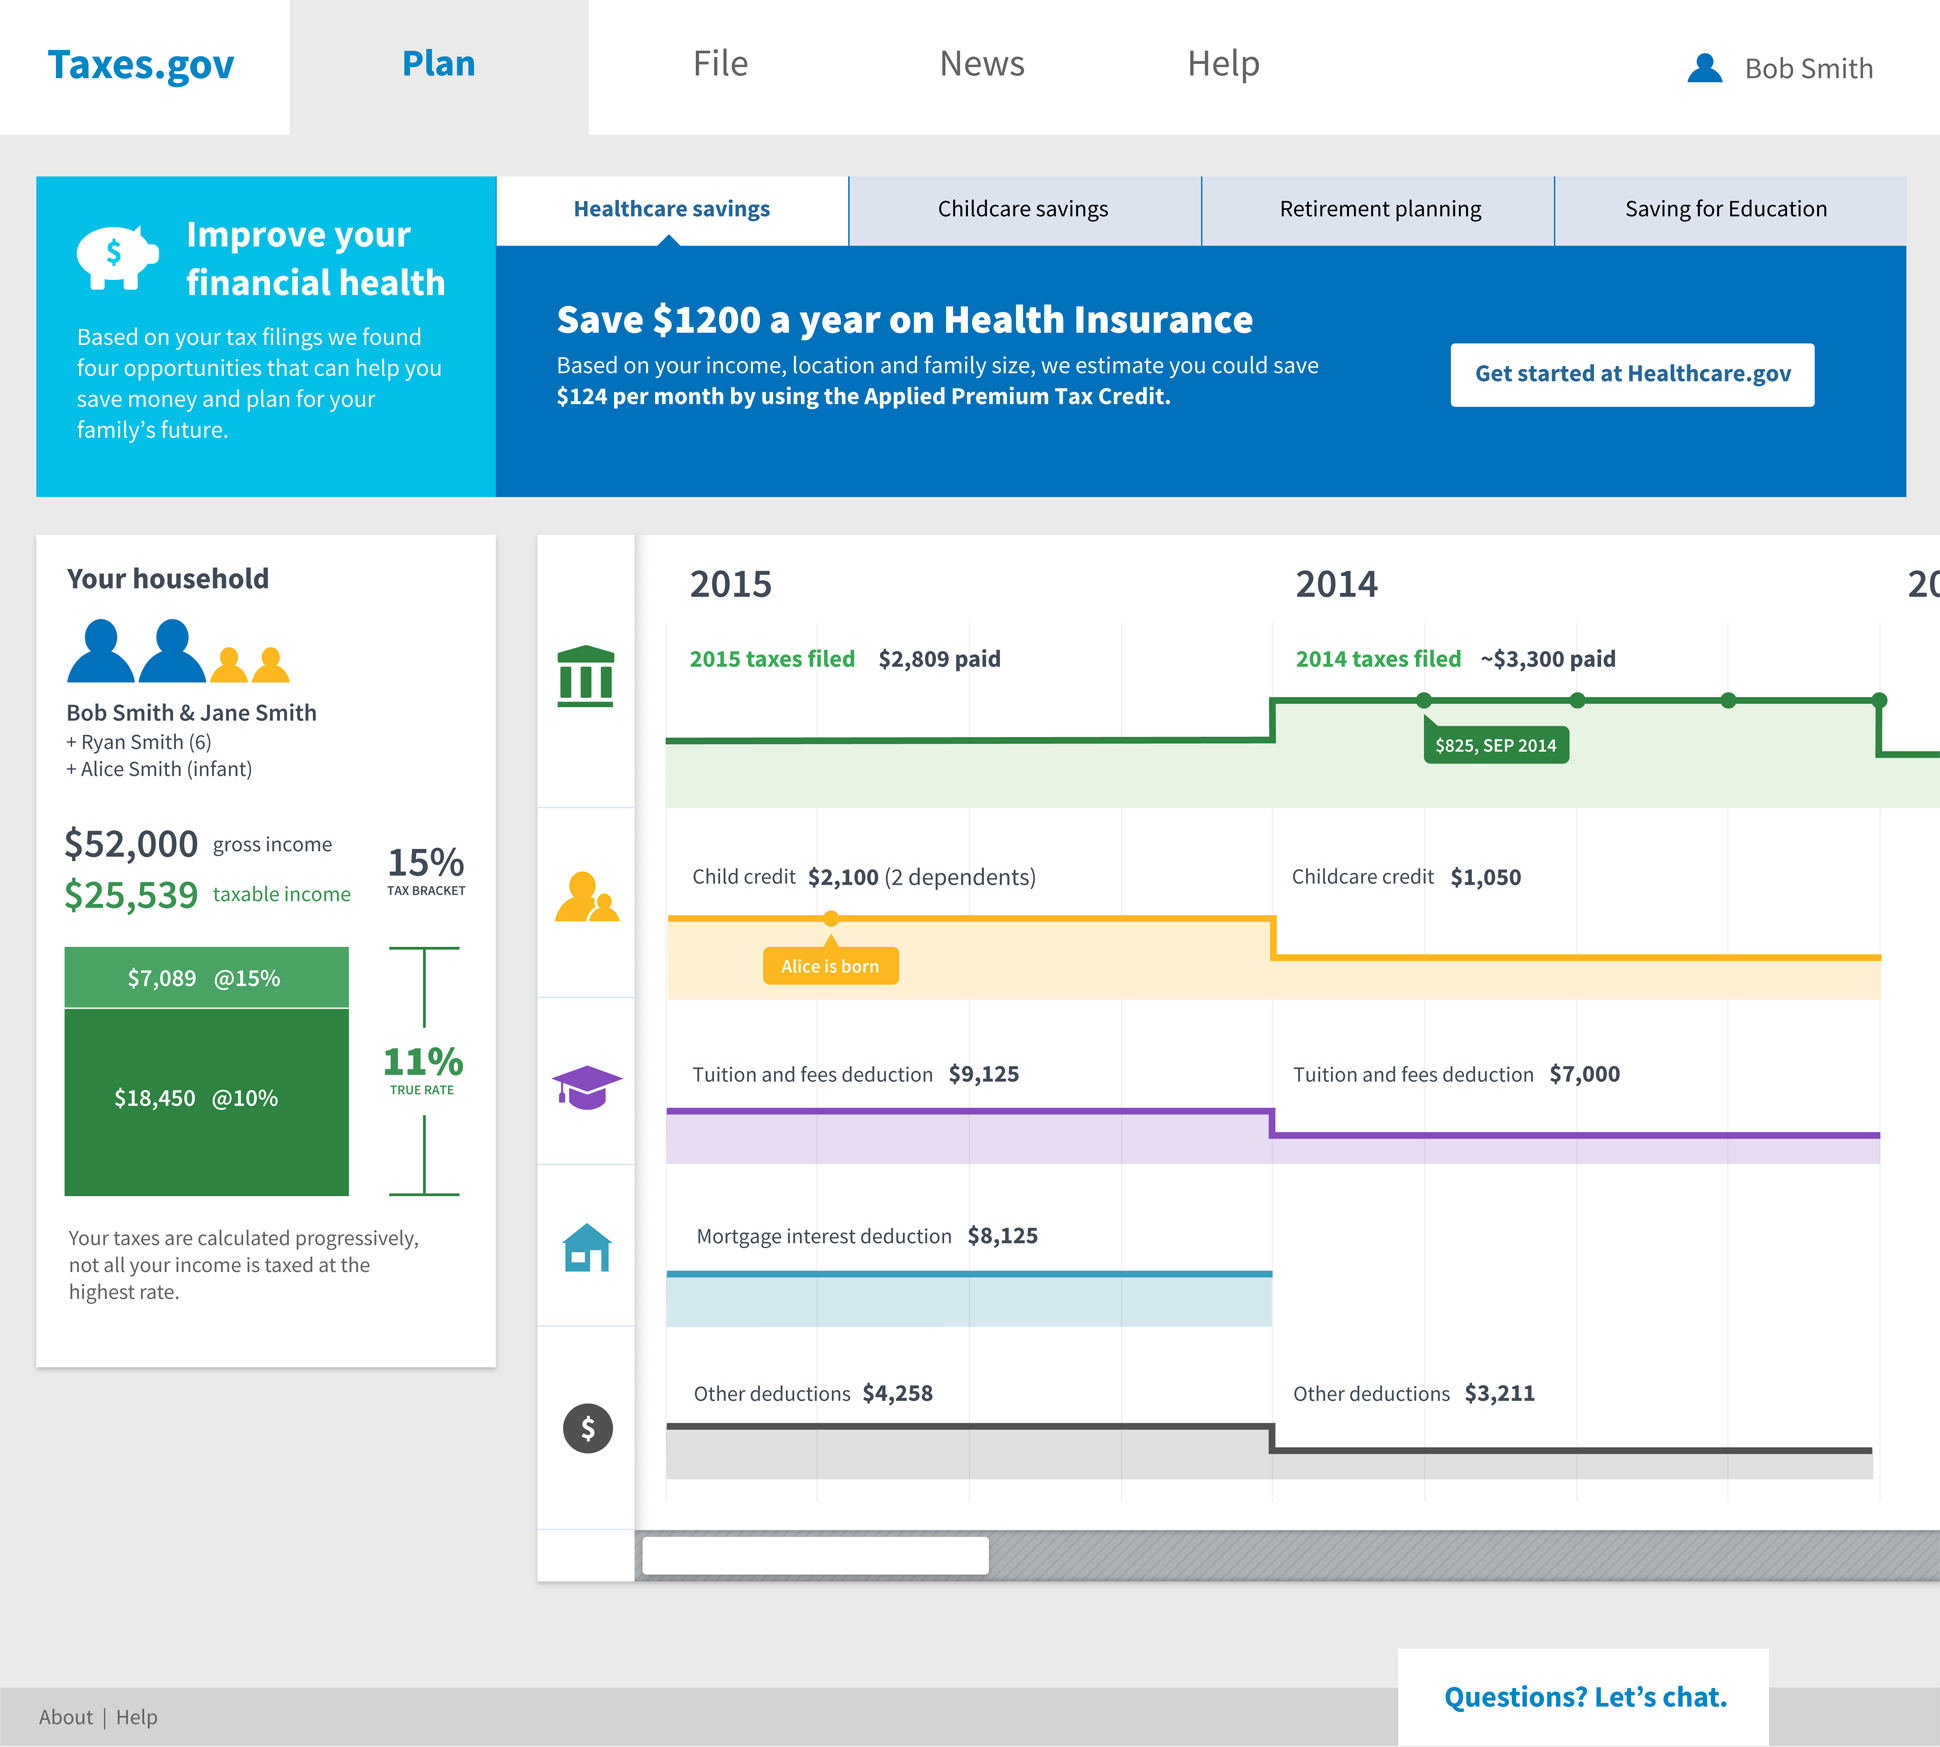 Taxes.gov
Plan
File
News
Help
Bob Smith
$
Improve your
financial health
Based on your tax filings we found
four opportunities that can help you
save money and plan for your
family’s future.
Healthcare savings
Childcare savings
Retirement planning
Saving for Education
Save $1200 a year on Health Insurance
Based on your income, location and family size, we estimate you could save
$124 per month by using the Applied Premium Tax Credit.
Get started at Healthcare.gov
Your household
Bob Smith & Jane Smith
+ Ryan Smith (6)
+ Alice Smith (infant)
$52,000 gross income
$25,539 taxable income
15%
TAX BRACKET
$7,089 @15%
$18,450 @10%
11%
TRUE RATE
Your taxes are calculated progressively,
not all your income is taxed at the
highest rate.
2015
2014
20
2015 taxes filed $2,809 paid
2014 taxes filed ~$3,300 paid
$825, SEP 2014
Child credit $2,100 (2 dependents)
Childcare credit $1,050
Alice is born
Tuition and fees deduction $9,125
Tuition and fees deduction $7,000
Mortgage interest deduction $8,125
Other deductions $4,258
Other deductions $3,211
$
Questions? Let’s chat.
About | Help